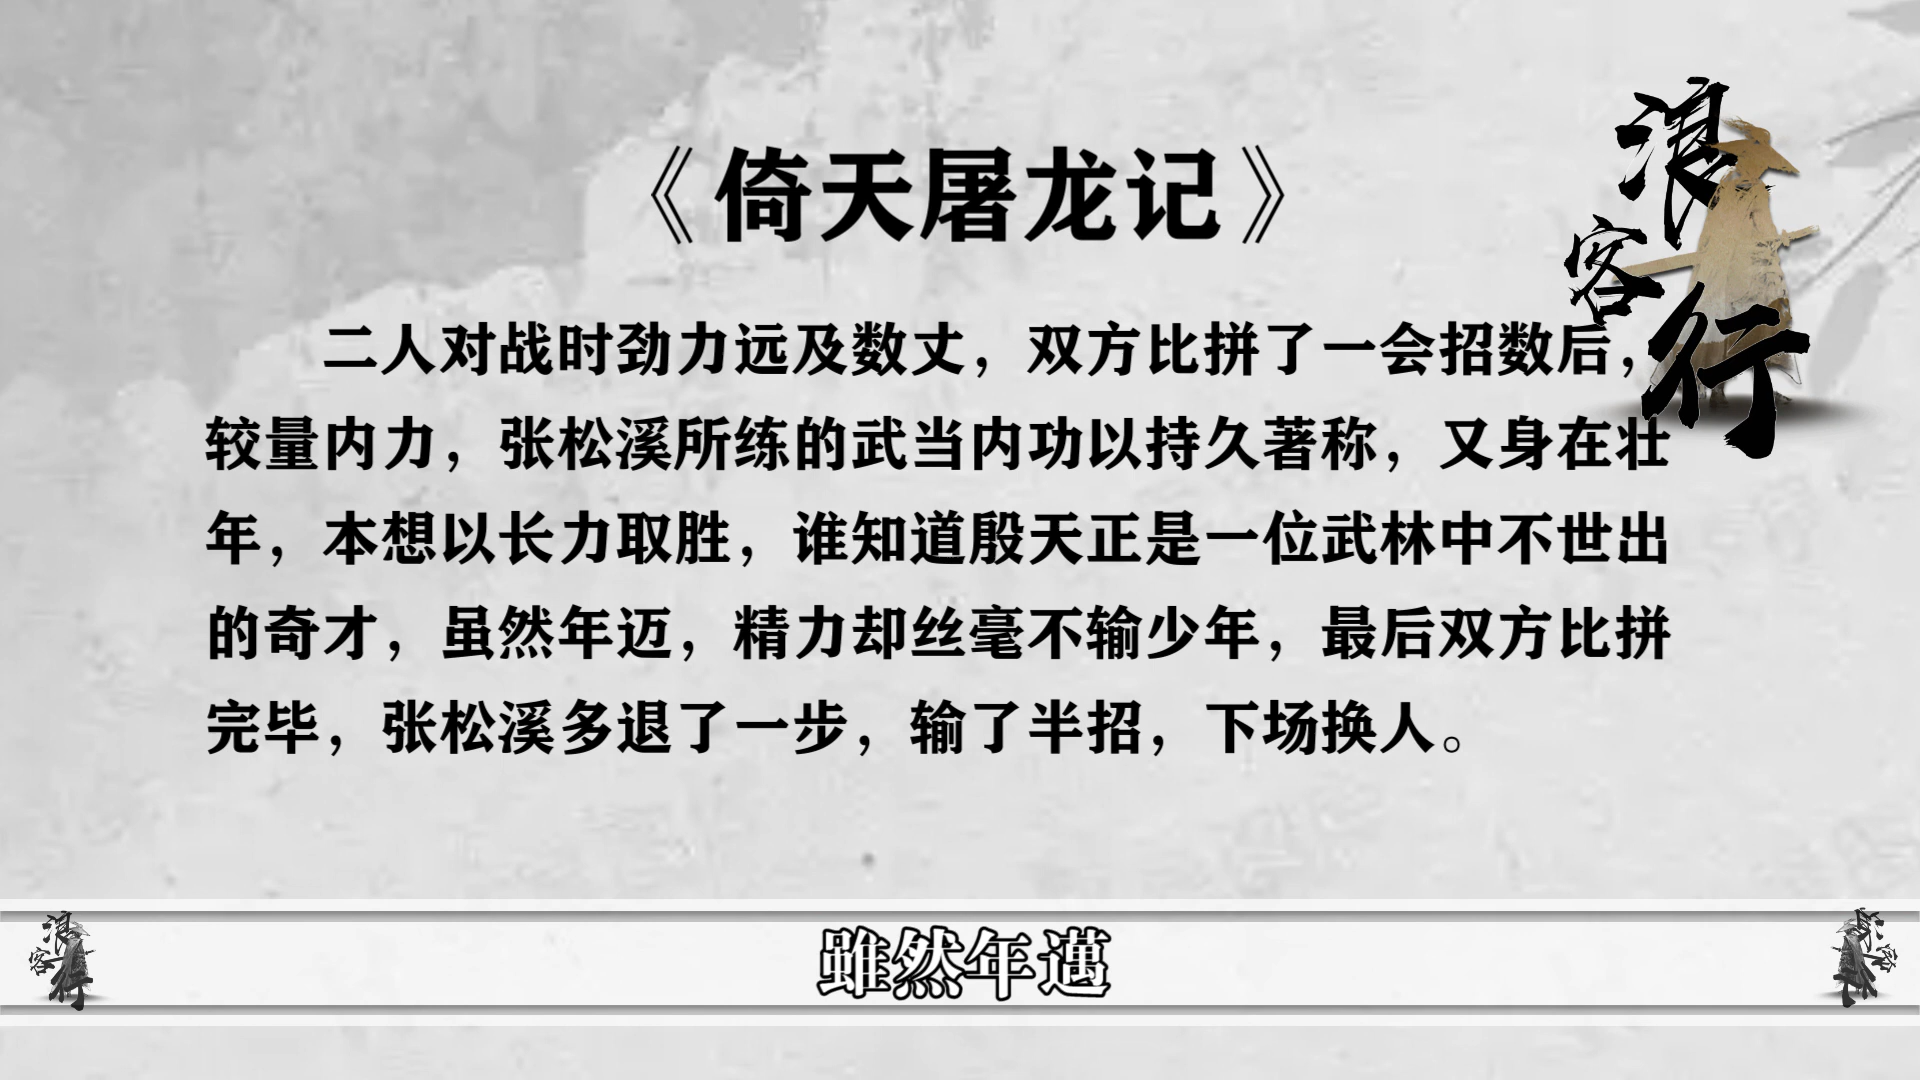 《倚天屠龙记》
浪客行
二人对战时劲力远及数丈，双方比拼了一会招数后，
较量内力，张松溪所练的武当内功以持久著称，又身在壮
年，本想以长力取胜，谁知道殷天正是一位武林中不世出
的奇才，虽然年迈，精力却丝毫不输少年，最后双方比拼
完毕，张松溪多退了一步，输了半招，下场换人。
浪客行
雖然年邁
浪客行